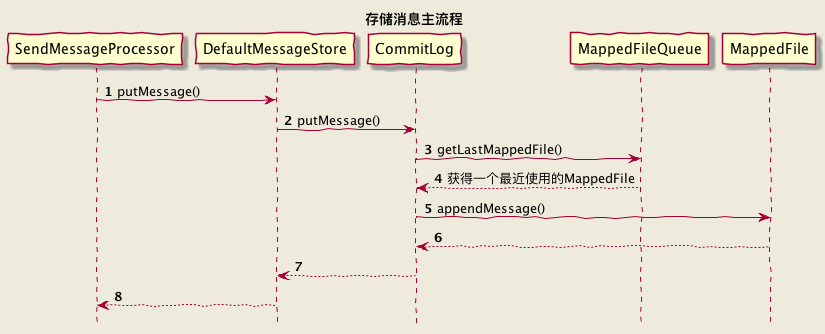 存储消息主流程
SendMessageProcessor DefaultMessageStore CommitLog MappedFileQueue MappedFile
1 putMessage()
2 putMessage()
3 getLastMappedFile()
4 获得一个最近使用的MappedFile
5 appendMessage()
6
7
8